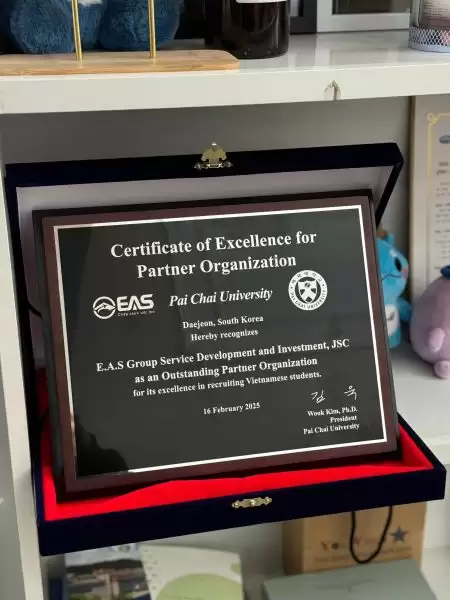 Certificate of Excellence for
Partner Organization
EAS
Pai Chai University
Daejeon, South Korea
Hereby recognizes
E.A.S Group Service Development and Investment, JSC
as an Outstanding Partner Organization
for its excellence in recruiting Vietnamese students.
16 February 2025
김 욱
Wook Kim, Ph.D.
President
Pai Chai University